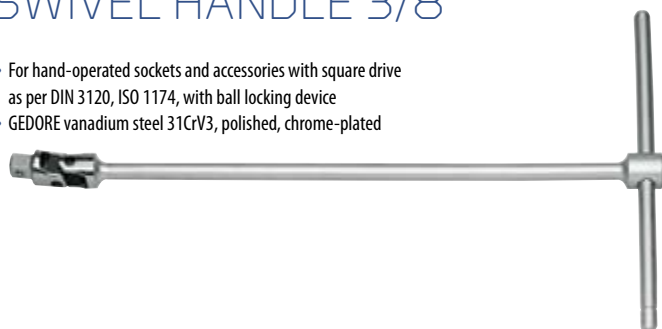 SWIVEL HANDLE 3/8
• For hand-operated sockets and accessories with square drive
as per DIN 3120, ISO 1174, with ball locking device
• GEDORE vanadium steel 31CrV3, polished, chrome-plated